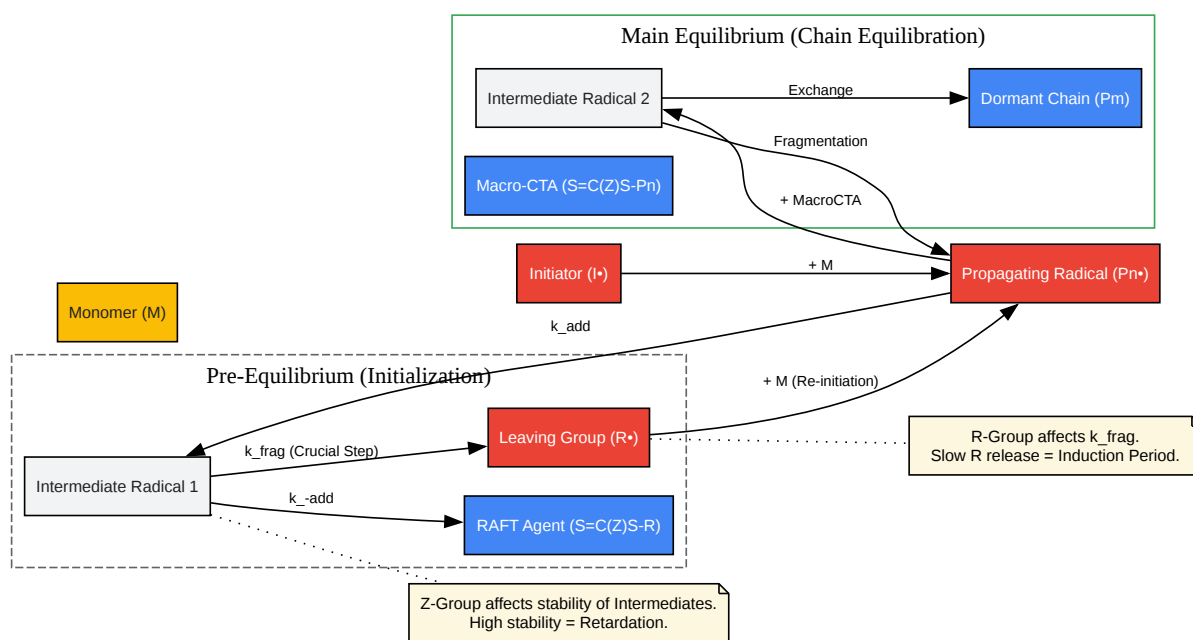 Main Equilibrium (Chain Equilibration)
Intermediate Radical 2
Exchange
Dormant Chain (Pm)
Fragmentation
Macro-CTA (S=C(Z)S-Pn)
+ MacroCTA
Initiator (I•)
+ M
Propagating Radical (Pn•)
Monomer (M)
k_add
Pre-Equilibrium (Initialization)
+ M (Re-initiation)
Leaving Group (R•)
k_frag (Crucial Step)
R-Group affects k_frag.
Slow R release = Induction Period.
Intermediate Radical 1
k_-add
RAFT Agent (S=C(Z)S-R)
Z-Group affects stability of Intermediates.
High stability = Retardation.